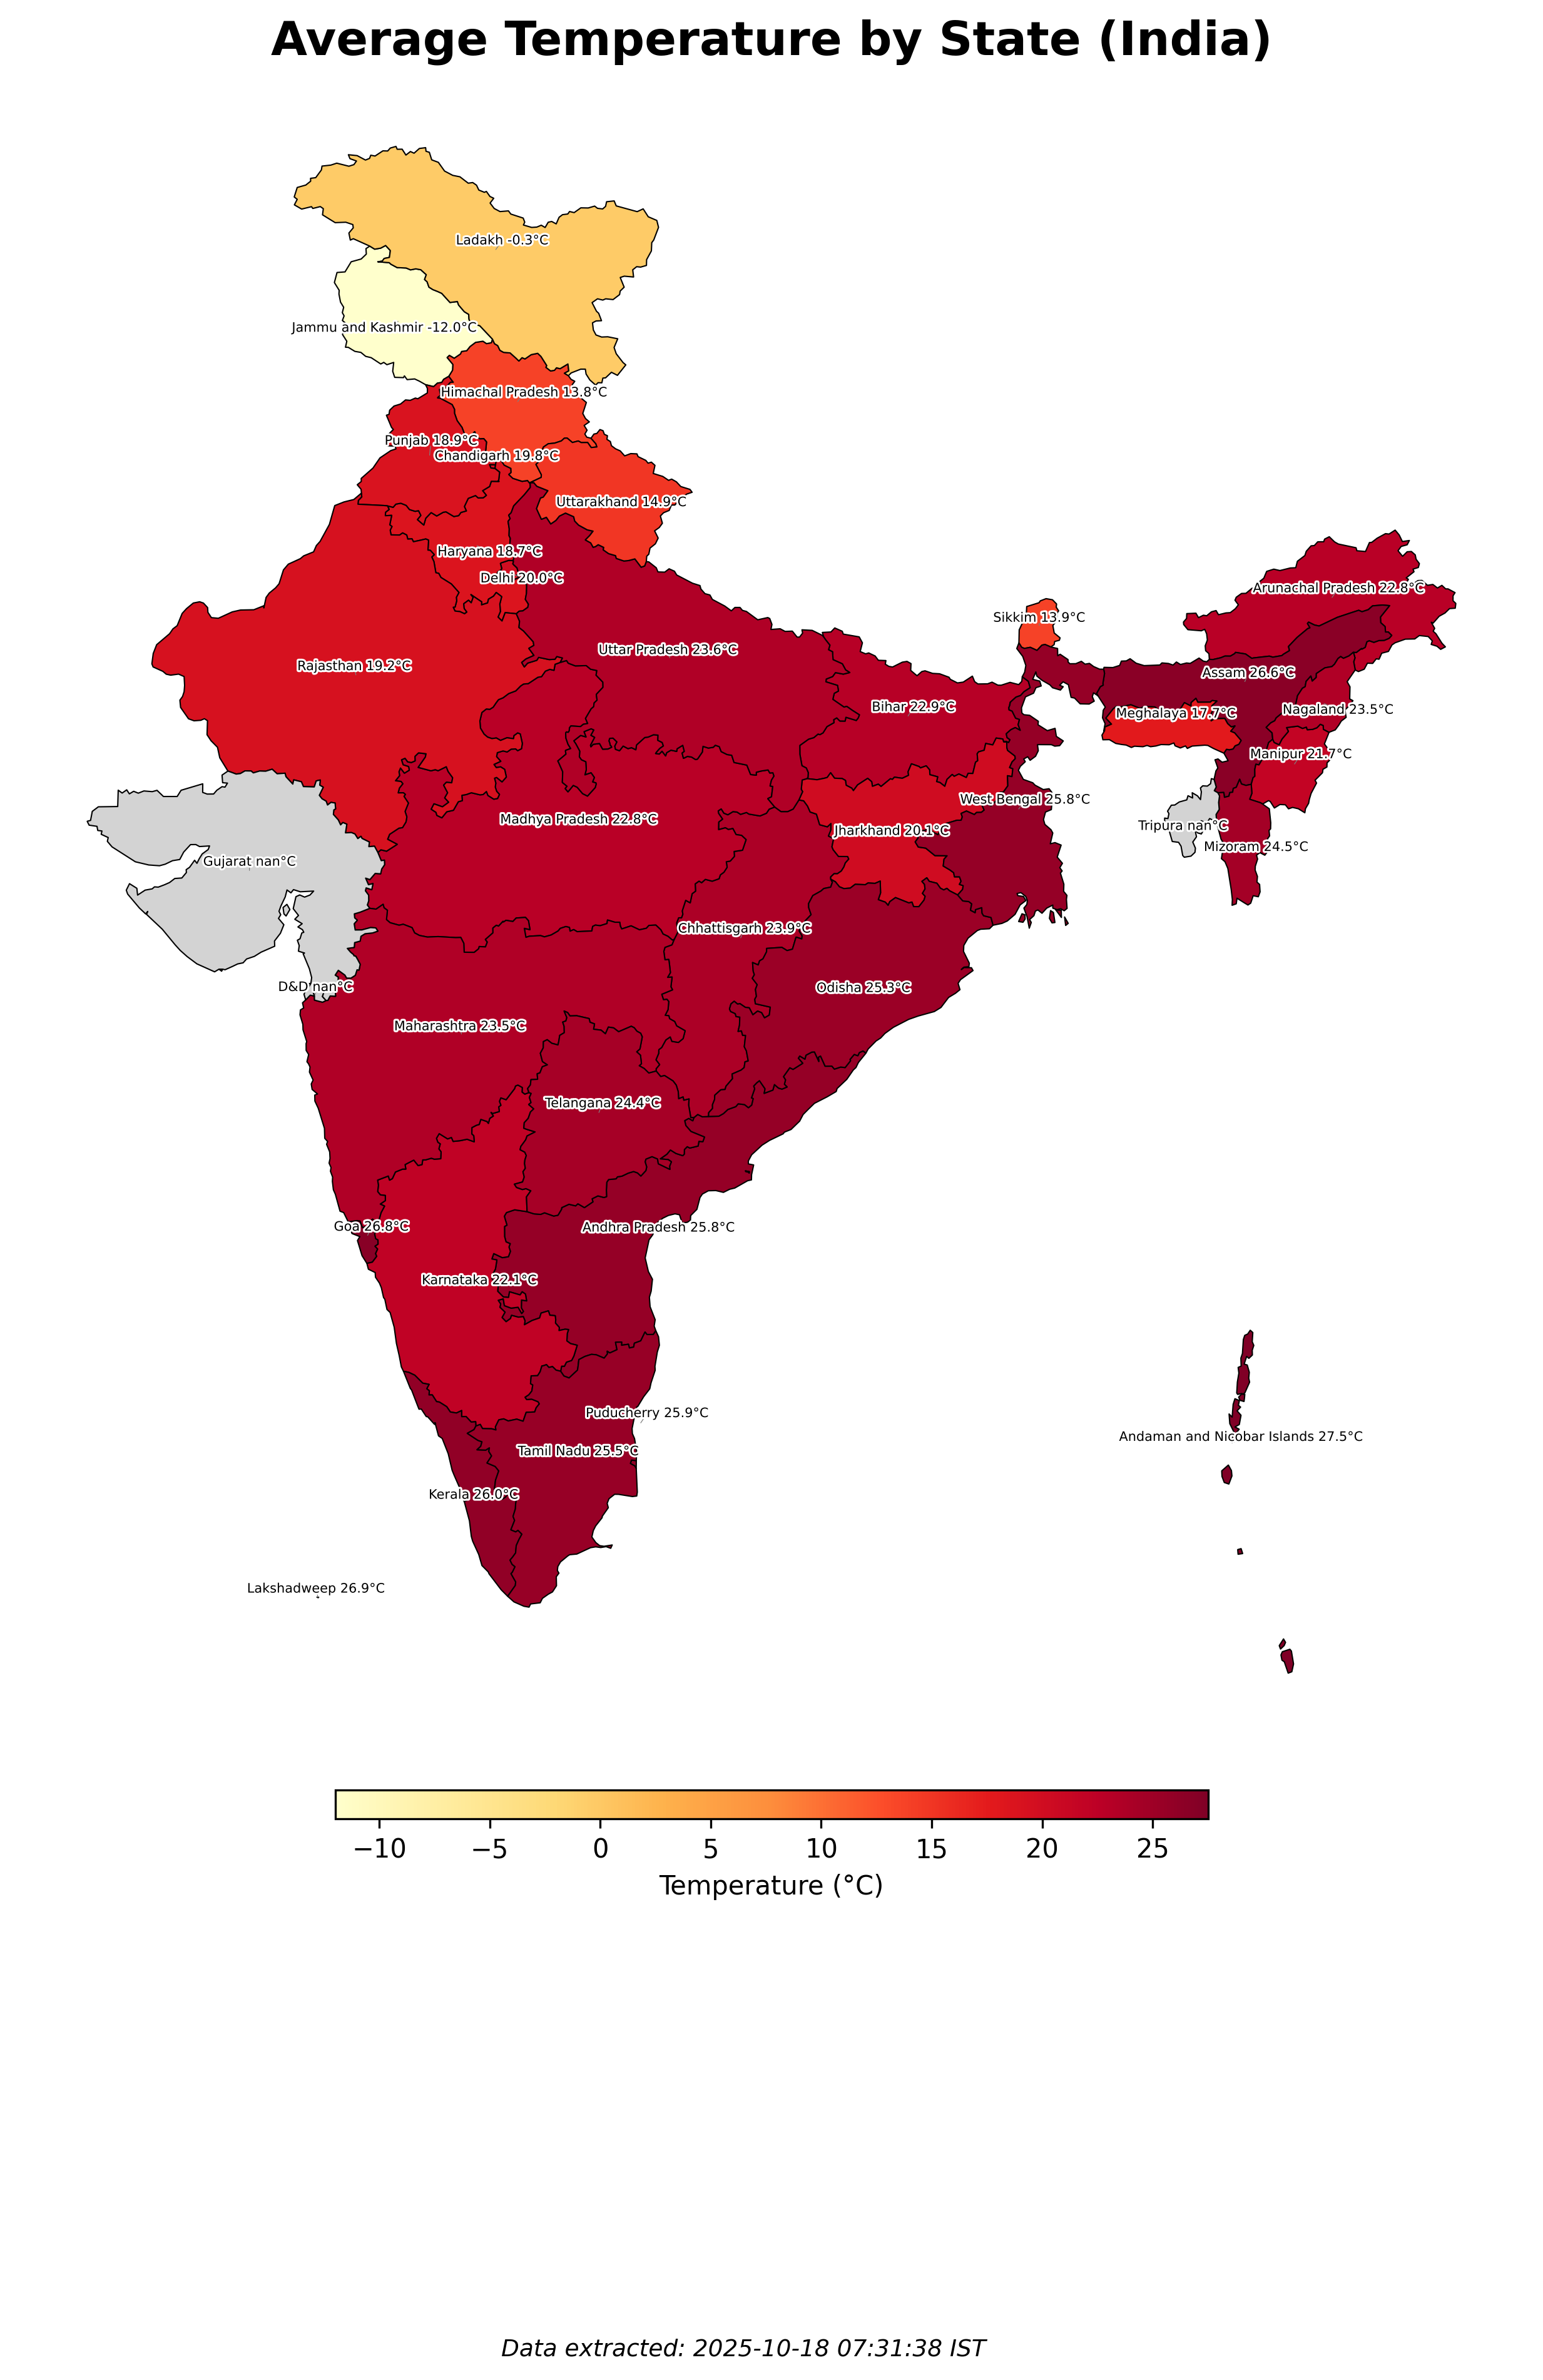 Average Temperature by State (India)
Ladakh -0.3°C
Jammu and Kashmir -12.0°C
Himachal Pradesh 13.8°C
Punjab 18.9°C
Chandigarh 19.8°C
Uttarakhand 14.9°C
Haryana 18.7°C
Delhi 20.0°C
Arunachal Pradesh 22.8°C
Sikkim 13.9°C
Uttar Pradesh 23.6°C
Rajasthan 19.2°C
Assam 26.6°C
Bihar 22.9°C
Nagaland 23.5°C
Meghalaya 17.7°C
Manipur 21.7°C
West Bengal 25.8°C
Madhya Pradesh 22.8°C
Tripura nan°C
Jharkhand 20.1°C
Mizoram 24.5°C
Gujarat nan°C
Chhattisgarh 23.9°C
D&D nan°C
Odisha 25.3°C
Maharashtra 23.5°C
Telangana 24.4°C
Goa 26.8°C
Andhra Pradesh 25.8°C
Karnataka 22.1°C
Puducherry 25.9°C
Andaman and Nicobar Islands 27.5°C
Tamil Nadu 25.5°C
Kerala 26.0°C
Lakshadweep 26.9°C
−10 −5 0 5 10 15 20 25
Temperature (°C)
Data extracted: 2025-10-18 07:31:38 IST